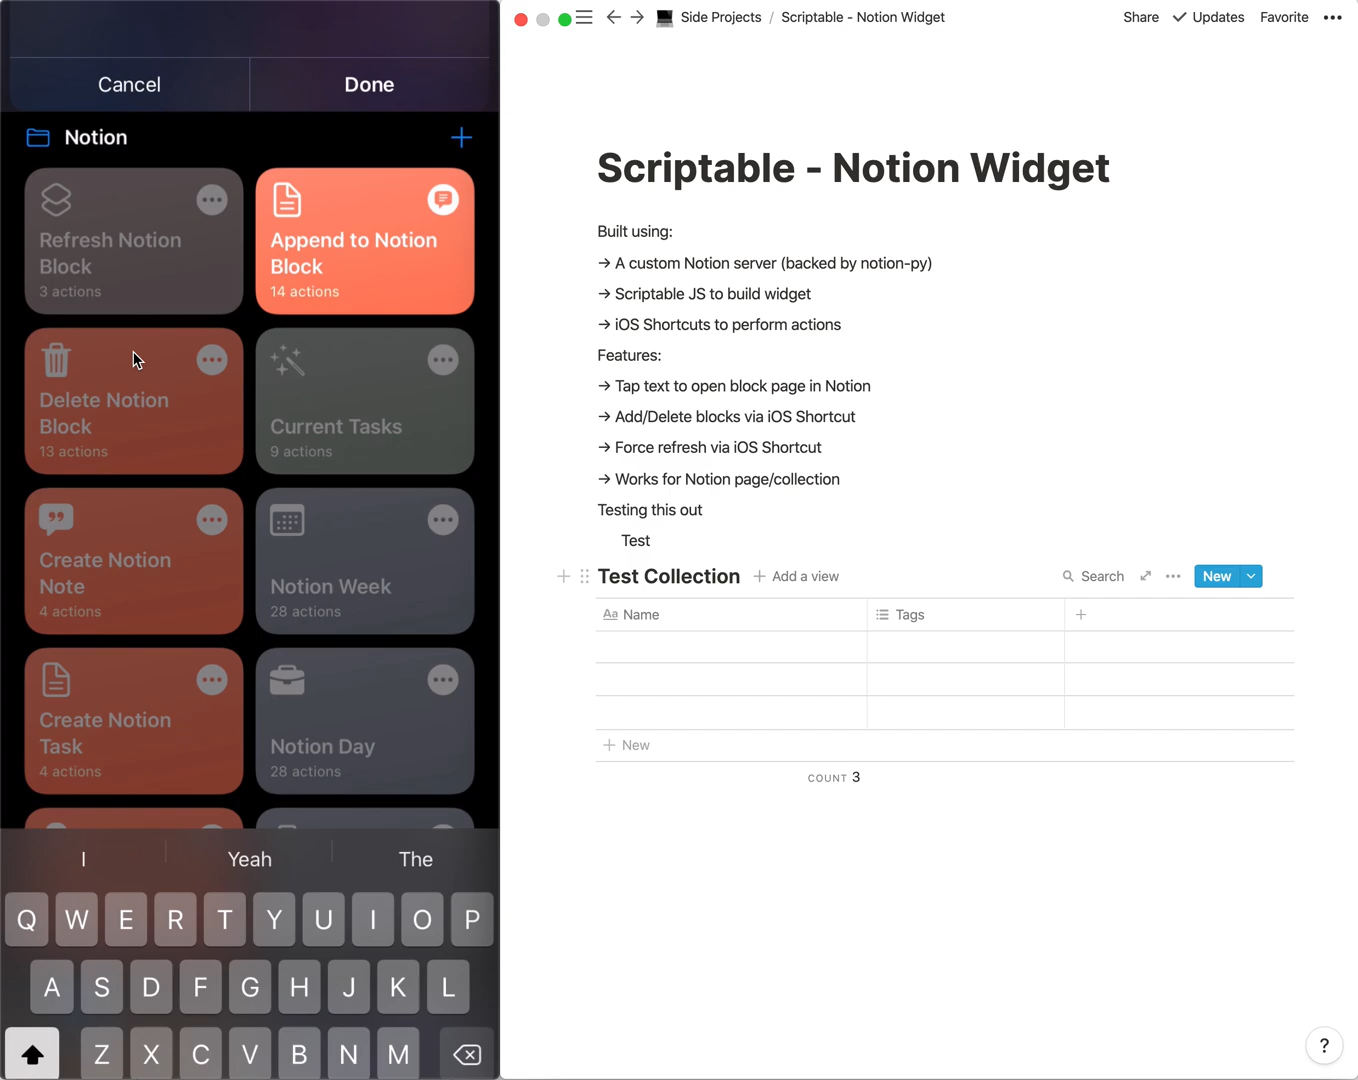 Cancel
Done
Notion
Refresh Notion
Block
3 actions
Append to Notion
Block
14 actions
Delete Notion
Block
13 actions
Current Tasks
9 actions
Create Notion
Note
4 actions
Notion Week
28 actions
Create Notion
Task
4 actions
Notion Day
28 actions
I
Yeah
The
Q W E R T Y U I O P
A S D F G H J K L
Z X C V B N M
Side Projects / Scriptable - Notion Widget
Share
Updates
Favorite
Scriptable - Notion Widget
Built using:
→ A custom Notion server (backed by notion-py)
→ Scriptable JS to build widget
→ iOS Shortcuts to perform actions
Features:
→ Tap text to open block page in Notion
→ Add/Delete blocks via iOS Shortcut
→ Force refresh via iOS Shortcut
→ Works for Notion page/collection
Testing this out
Test
Test Collection
+ Add a view
Search
New
Aa Name
Tags
+ New
COUNT 3
?